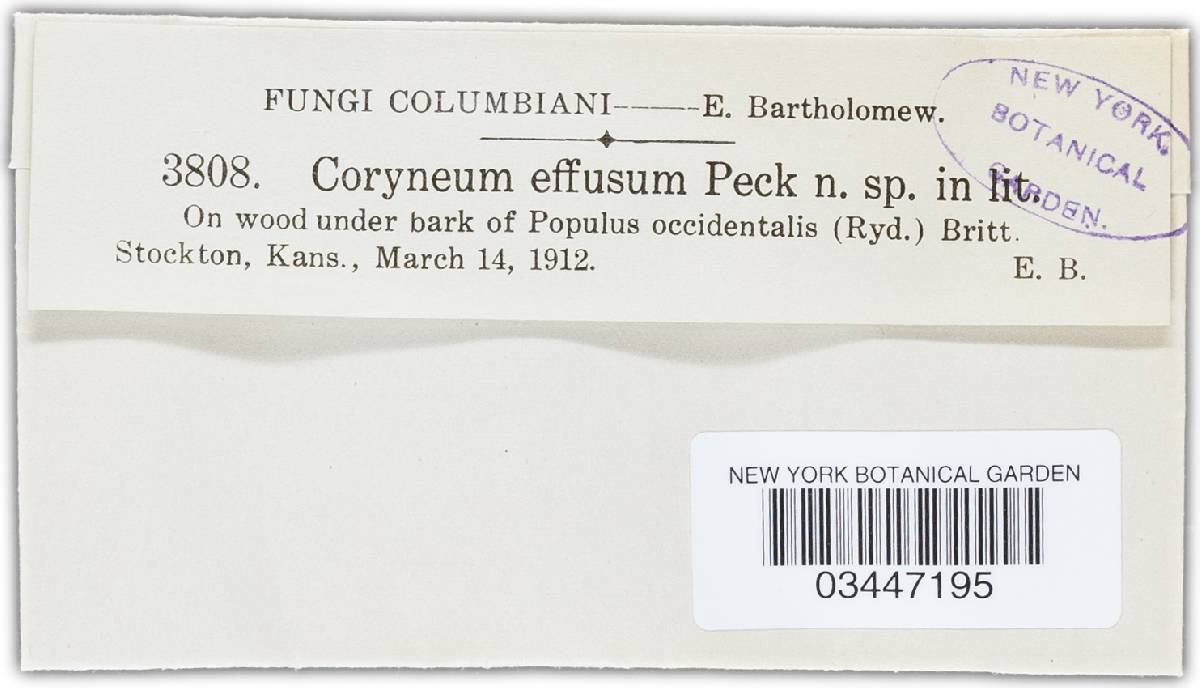 FUNGI COLUMBIANI——E. Bartholomew.
3808. Coryneum effusum Peck n. sp. in lit.
On wood under bark of Populus occidentalis (Ryd.) Britt.
Stockton, Kans., March 14, 1912. E. B.
NEW YORK
BOTANICAL
GARDEN.
NEW YORK BOTANICAL GARDEN
03447195